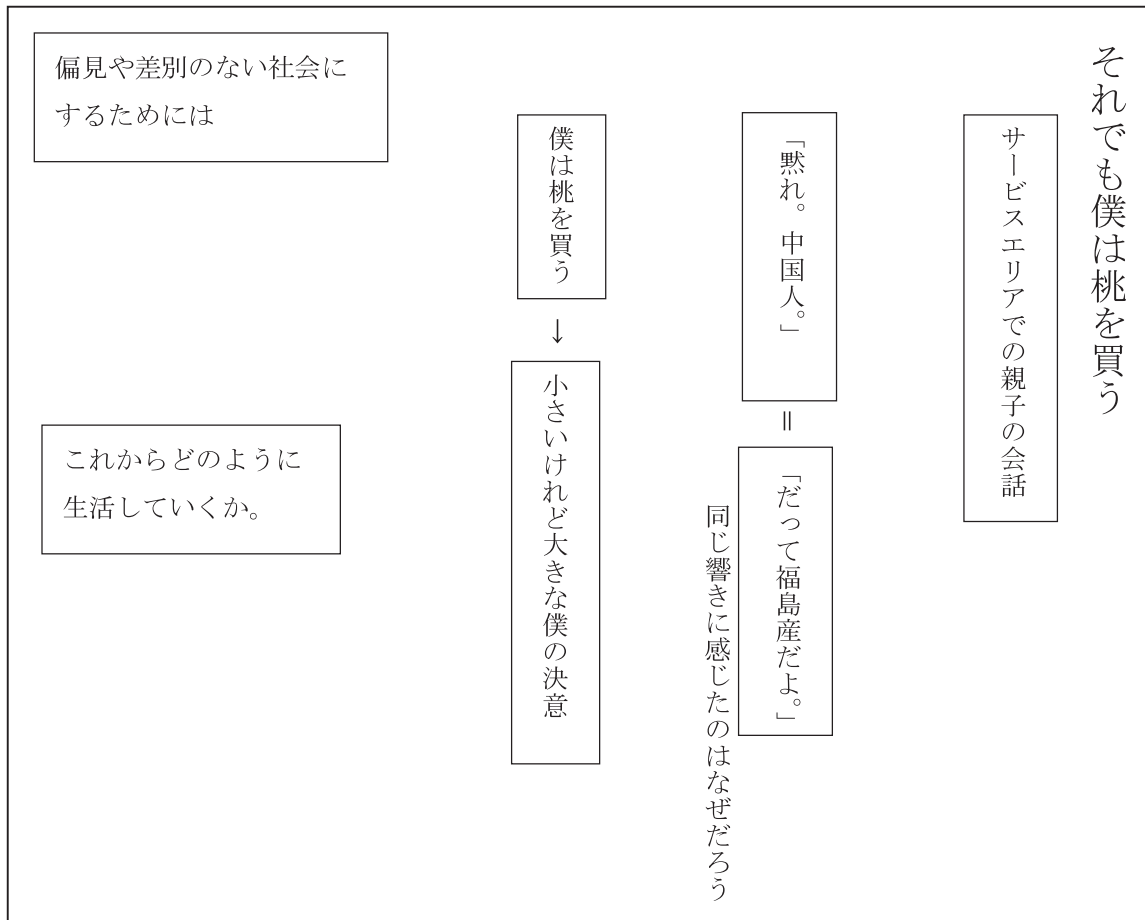 それでも僕は桃を買う
サービスエリアでの親子の会話
「黙れ。中国人。」
＝
「だって福島産だよ。」
同じ響きに感じたのはなぜだろう
僕は桃を買う
→
小さいけれど大きな僕の決意
偏見や差別のない社会に
するためには
これからどのように
生活していくか。